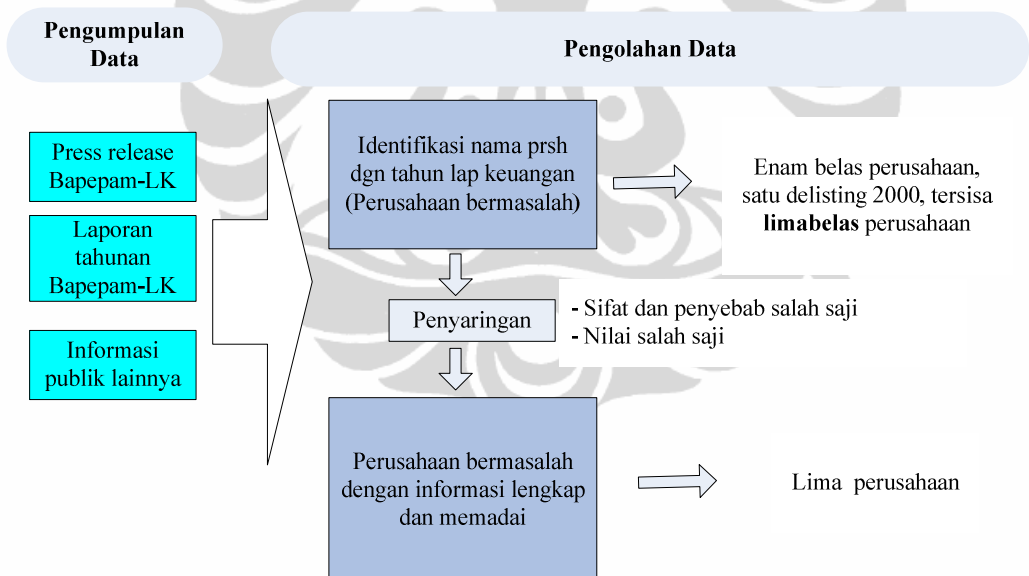 Pengumpulan
Data
Pengolahan Data
Press release
Bapepam-LK
Laporan
tahunan
Bapepam-LK
Informasi
publik lainnya
Identifikasi nama prsh
dgn tahun lap keuangan
(Perusahaan bermasalah)
Enam belas perusahaan,
satu delisting 2000, tersisa
limabelas perusahaan
Penyaringan
- Sifat dan penyebab salah saji
- Nilai salah saji
Perusahaan bermasalah
dengan informasi lengkap
dan memadai
Lima perusahaan